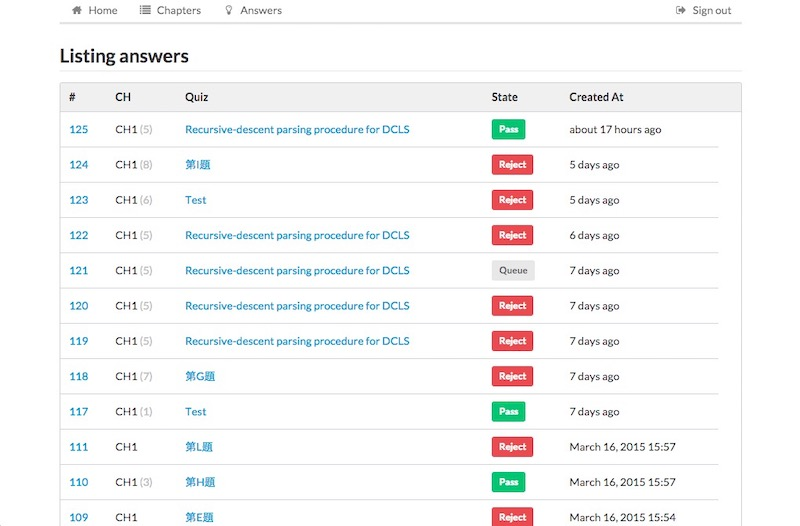 Home Chapters Answers Sign out
Listing answers
# CH Quiz State Created At
125 CH1 (5) Recursive-descent parsing procedure for DCLS Pass about 17 hours ago
124 CH1 (8) 第I題 Reject 5 days ago
123 CH1 (6) Test Reject 5 days ago
122 CH1 (5) Recursive-descent parsing procedure for DCLS Reject 6 days ago
121 CH1 (5) Recursive-descent parsing procedure for DCLS Queue 7 days ago
120 CH1 (5) Recursive-descent parsing procedure for DCLS Reject 7 days ago
119 CH1 (5) Recursive-descent parsing procedure for DCLS Reject 7 days ago
118 CH1 (7) 第G題 Reject 7 days ago
117 CH1 (1) Test Pass 7 days ago
111 CH1 第L題 Reject March 16, 2015 15:57
110 CH1 (3) 第H題 Pass March 16, 2015 15:57
109 CH1 第E題 Reject March 16, 2015 15:54